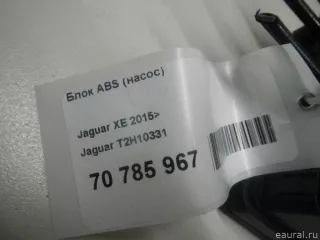 Блок ABS (насос)
Jaguar XE 2015>
Jaguar T2H10331
70 785 967
eaural.ru